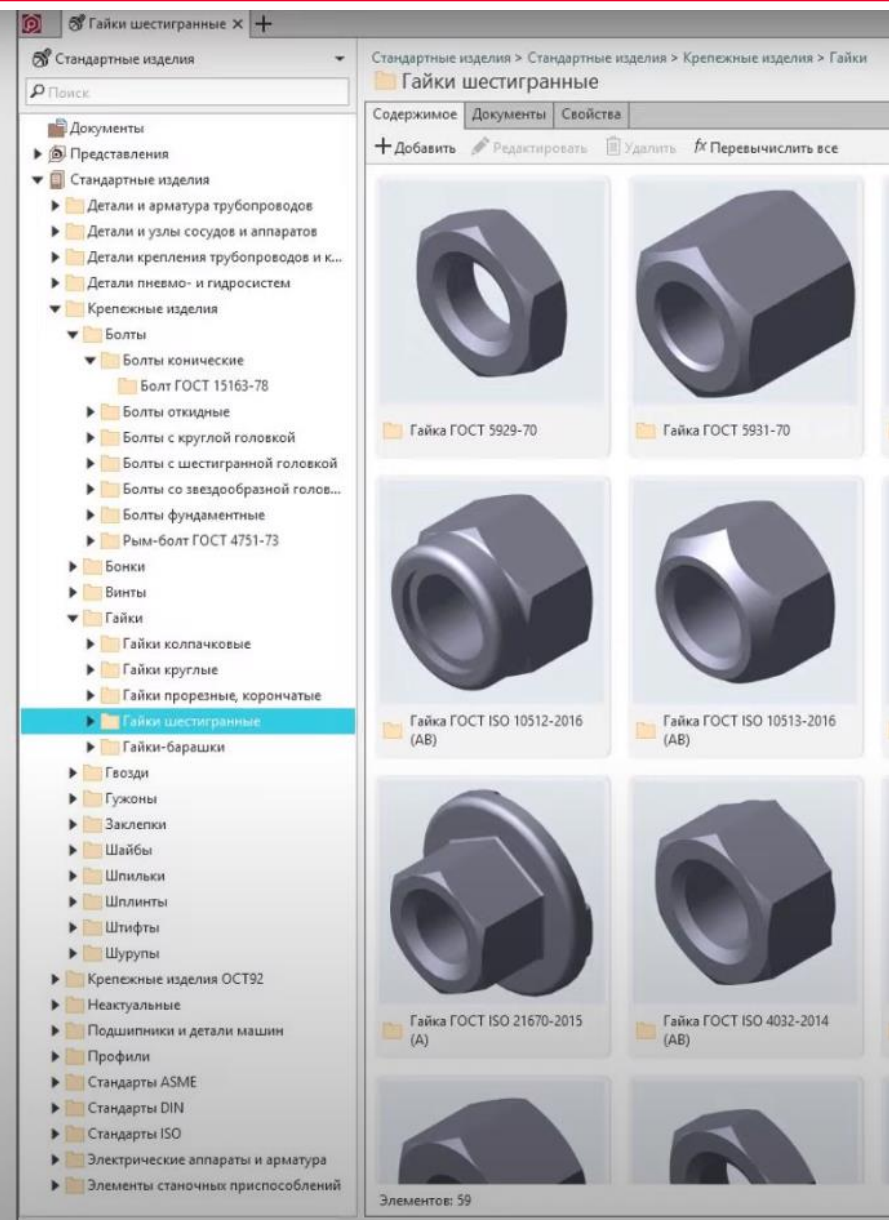 Гайки шестигранные
Стандартные изделия
Поиск
Документы
Представления
Стандартные изделия
Детали и арматура трубопроводов
Детали и узлы сосудов и аппаратов
Детали крепления трубопроводов и к...
Детали пневмо- и гидросистем
Крепежные изделия
Болты
Болты конические
Болт ГОСТ 15163-78
Болты откидные
Болты с круглой головкой
Болты с шестигранной головкой
Болты со звездообразной голов...
Болты фундаментные
Рым-болт ГОСТ 4751-73
Бонки
Винты
Гайки
Гайки колпачковые
Гайки круглые
Гайки прорезные, корончатые
Гайки шестигранные
Гайки-барашки
Гвозди
Гужоны
Заклепки
Шайбы
Шпильки
Шплинты
Штифты
Шурупы
Крепежные изделия ОСТ92
Неактуальные
Подшипники и детали машин
Профили
Стандарты ASME
Стандарты DIN
Стандарты ISO
Электрические аппараты и арматура
Элементы станочных приспособлений
Стандартные изделия > Стандартные изделия > Крепежные изделия > Гайки
Гайки шестигранные
Содержимое Документы Свойства
Добавить Редактировать Удалить fx Перевычислить все
Гайка ГОСТ 5929-70
Гайка ГОСТ 5931-70
Гайка ГОСТ ISO 10512-2016
(AB)
Гайка ГОСТ ISO 10513-2016
(AB)
Гайка ГОСТ ISO 21670-2015
(A)
Гайка ГОСТ ISO 4032-2014
(AB)
Элементов: 59